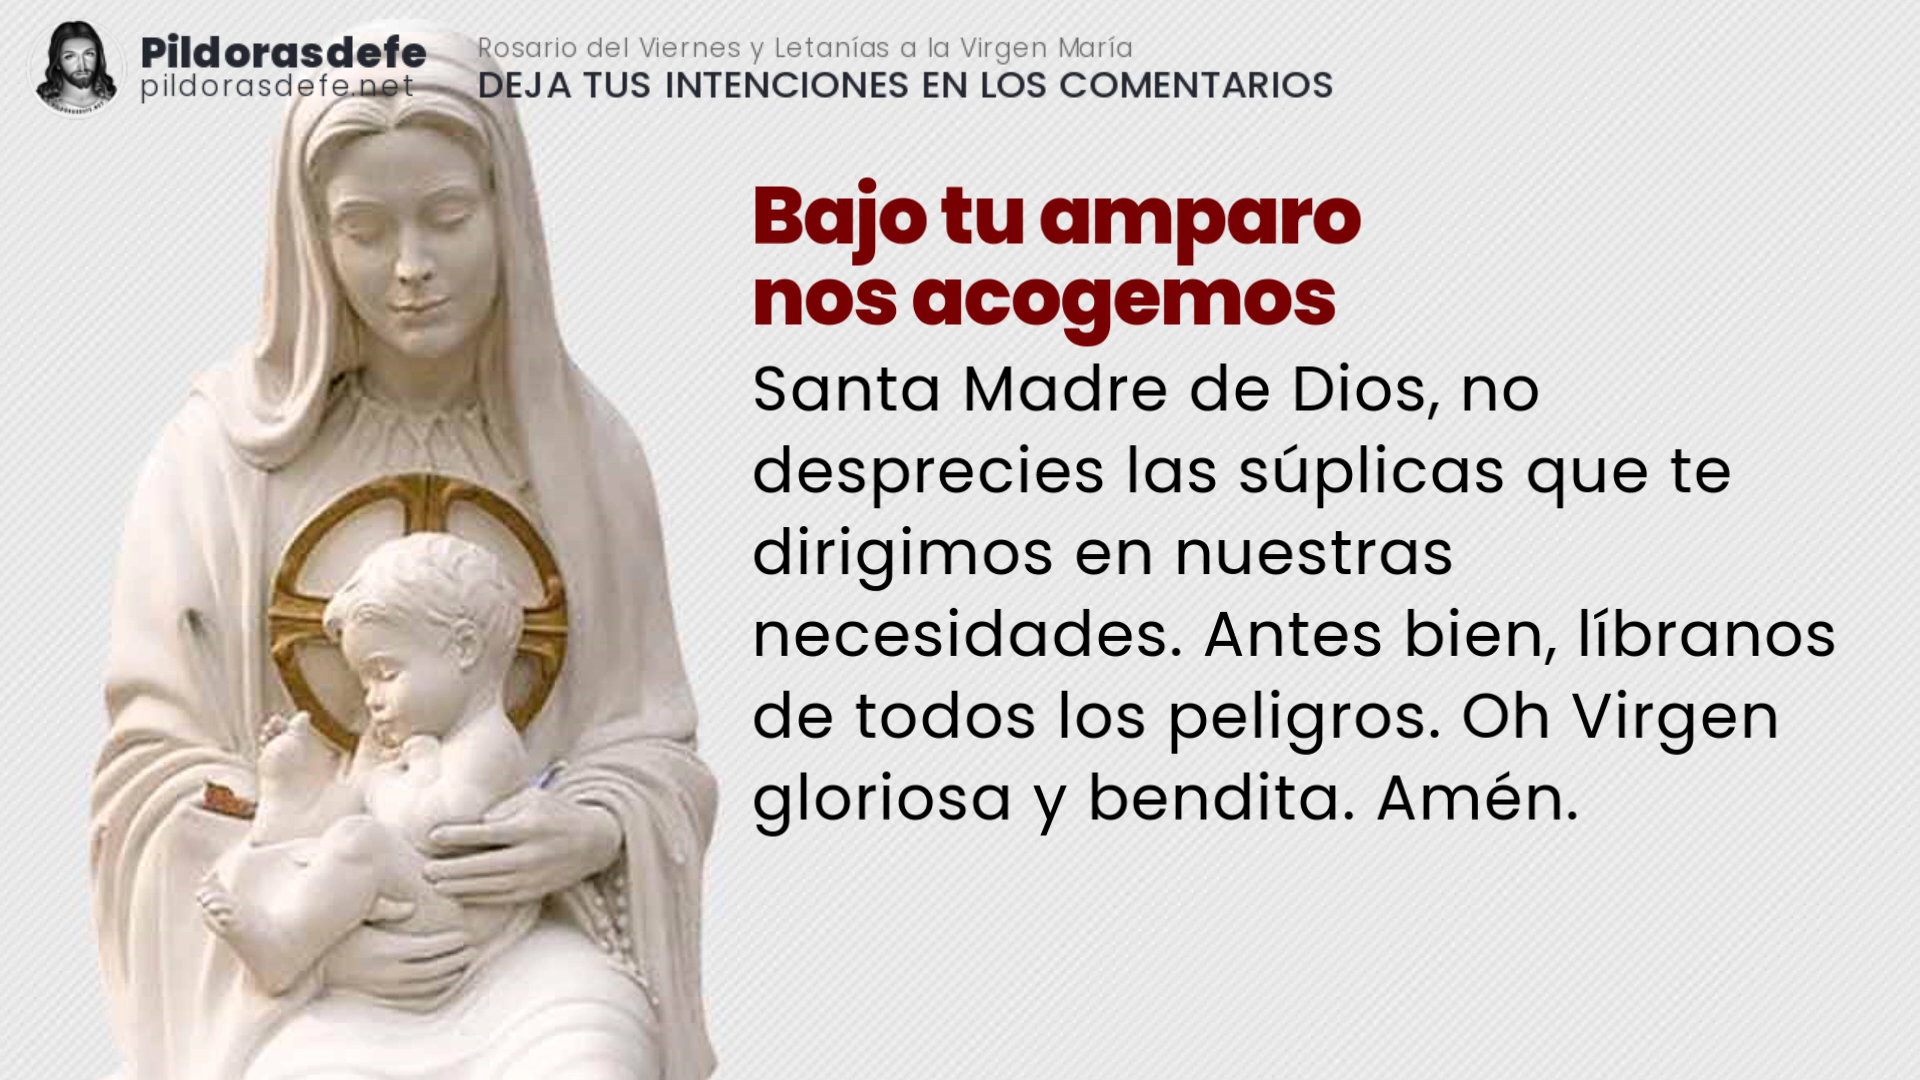 Pildorasdefe
pildorasdefe.net
Rosario del Viernes y Letanías a la Virgen María
DEJA TUS INTENCIONES EN LOS COMENTARIOS
Bajo tu amparo
nos acogemos
Santa Madre de Dios, no
desprecies las súplicas que te
dirigimos en nuestras
necesidades. Antes bien, líbranos
de todos los peligros. Oh Virgen
gloriosa y bendita. Amén.